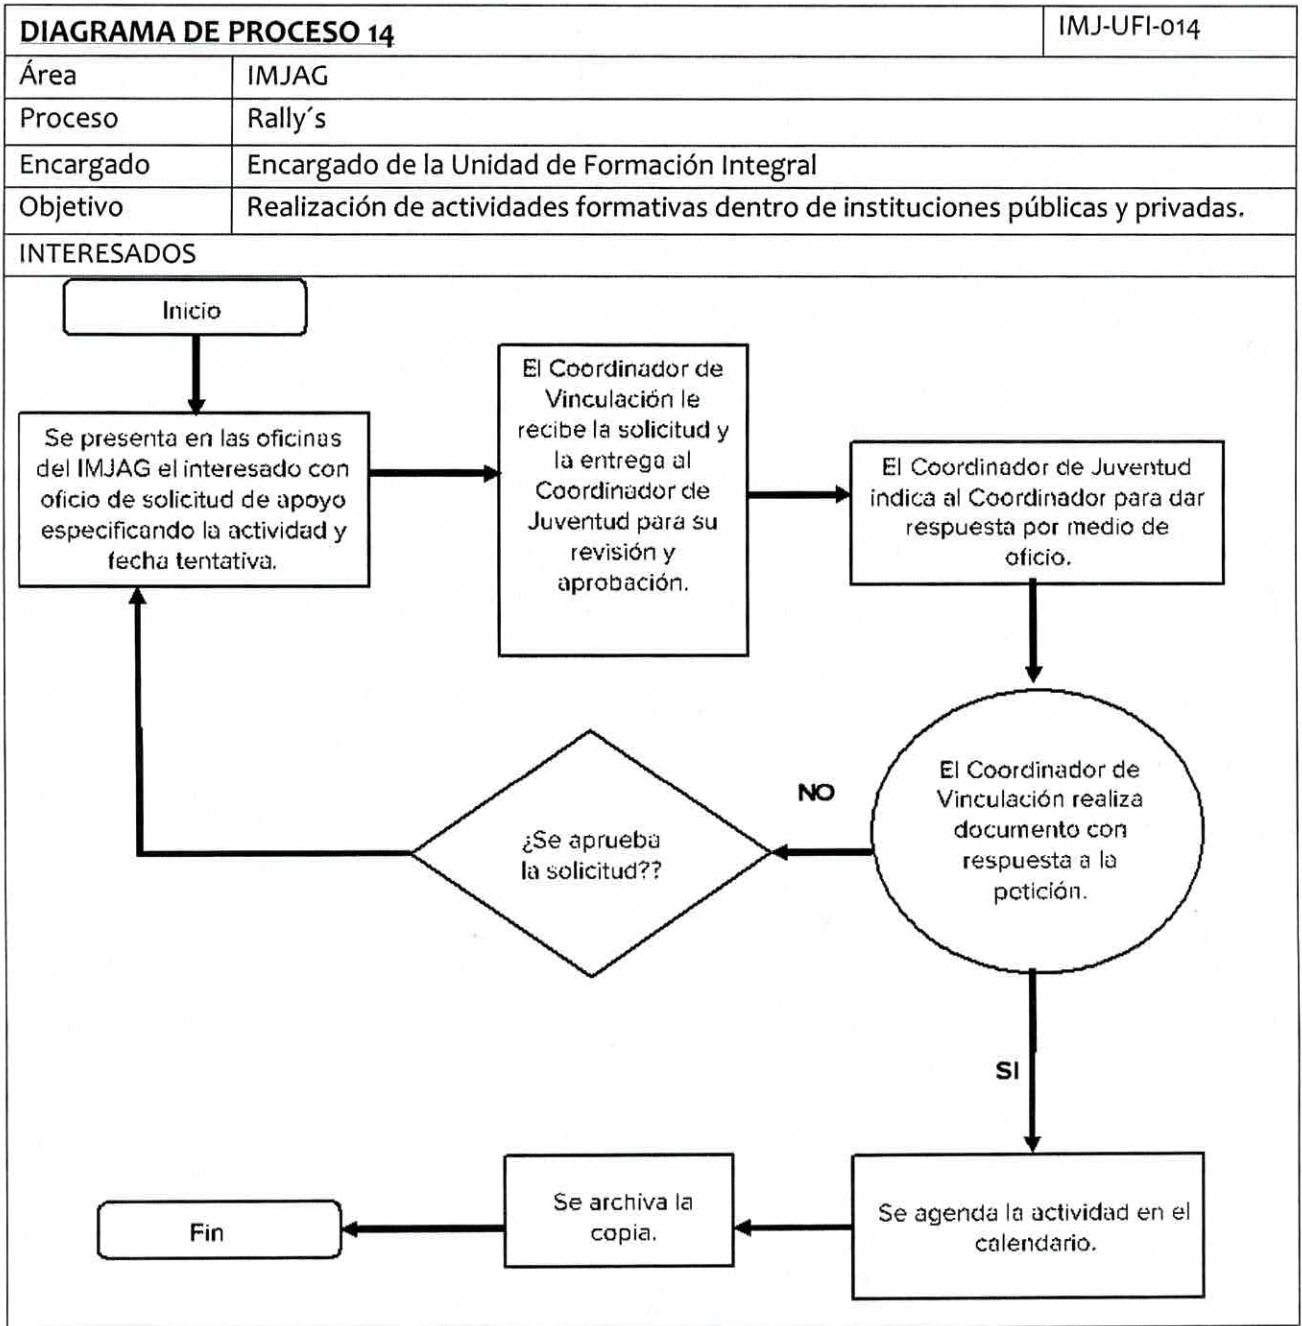 DIAGRAMA DE PROCESO 14
IMJ-UFI-014
Área
IMJAG
Proceso
Rally´s
Encargado
Encargado de la Unidad de Formación Integral
Objetivo
Realización de actividades formativas dentro de instituciones públicas y privadas.
INTERESADOS
Inicio
Se presenta en las oficinas
del IMJAG el interesado con
oficio de solicitud de apoyo
especificando la actividad y
fecha tentativa.
El Coordinador de
Vinculación le
recibe la solicitud y
la entrega al
Coordinador de
Juventud para su
revisión y
aprobación.
El Coordinador de Juventud
indica al Coordinador para dar
respuesta por medio de
oficio.
El Coordinador de
Vinculación realiza
documento con
respuesta a la
petición.
NO
¿Se aprueba
la solicitud??
SI
Se agenda la actividad en el
calendario.
Se archiva la
copia.
Fin